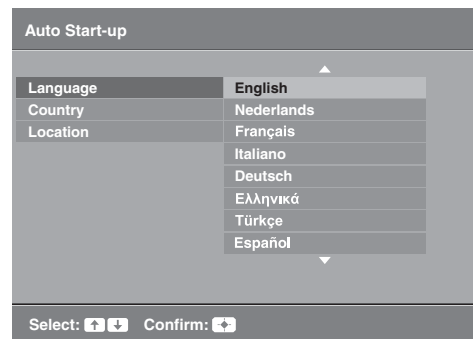 Auto Start-up
Language
Country
Location
English
Nederlands
Français
Italiano
Deutsch
Ελληνικά
Türkçe
Español
Select: Confirm: